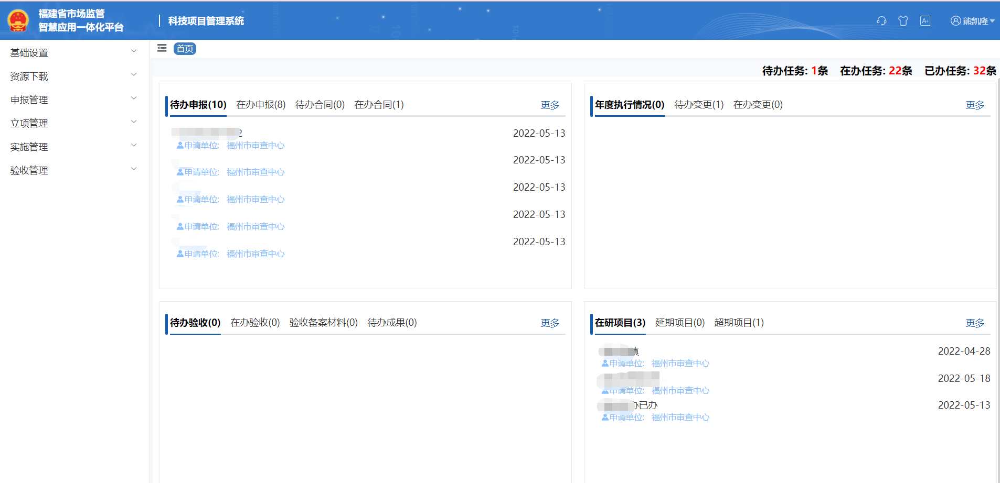 福建省市场监管
智慧应用一体化平台
科技项目管理系统
A+
熊凯隆
基础设置
资源下载
申报管理
立项管理
实施管理
验收管理
首页
待办任务: 1条 在办任务: 22条 已办任务: 32条
待办申报(10) 在办申报(8) 待办合同(0) 在办合同(1) 更多
2 2022-05-13
申请单位: 福州市审查中心
2022-05-13
申请单位: 福州市审查中心
2022-05-13
申请单位: 福州市审查中心
2022-05-13
申请单位: 福州市审查中心
2022-05-13
申请单位: 福州市审查中心
年度执行情况(0) 待办变更(1) 在办变更(0) 更多
待办验收(0) 在办验收(0) 验收备案材料(0) 待办成果(0) 更多
在研项目(3) 延期项目(0) 超期项目(1) 更多
2022-04-28
申请单位: 福州市审查中心
2022-05-18
申请单位: 福州市审查中心
办已办 2022-05-13
申请单位: 福州市审查中心